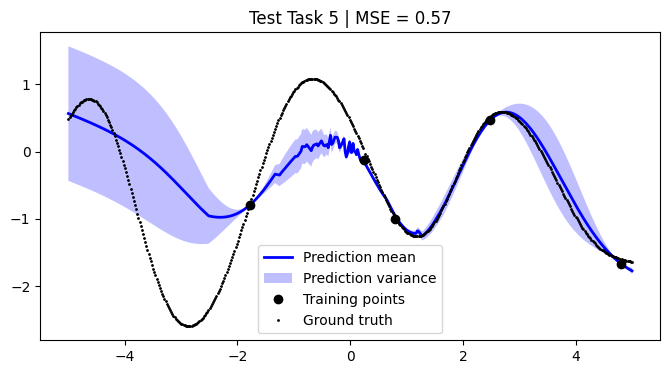 Test Task 5 | MSE = 0.57
1
0
−1
−2
Prediction mean
Prediction variance
Training points
Ground truth
−4
−2
0
2
4